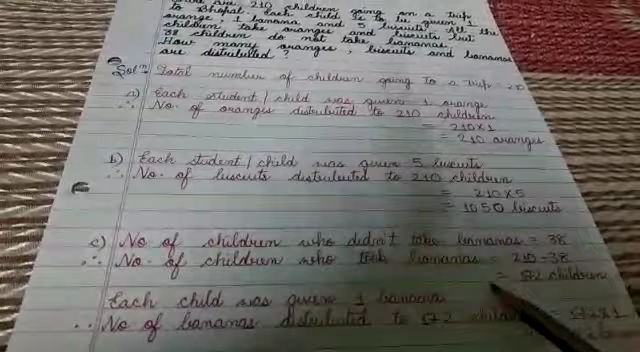 are 210 children going on a trip
to Bhopal. Each child is to be given
orange, 1 banana and 5 biscuits. All the
children take oranges and biscuits but
38 children do not take bananas.
How many oranges, biscuits and bananas
are distributed?
Solⁿ: Total number of children going to a trip = 210
a) Each student/child was given 1 orange
∴ No. of oranges distributed to 210 children
= 210×1
= 210 oranges
b) Each student/child was given 5 biscuits
∴ No. of biscuits distributed to 210 children
= 210×5
= 1050 biscuits
c) No of children who didn't take bananas = 38
∴ No. of children who took bananas = 210-38
= 172 children
Each child was given 1 banana
∴ No of bananas distributed to 172 = 172×1